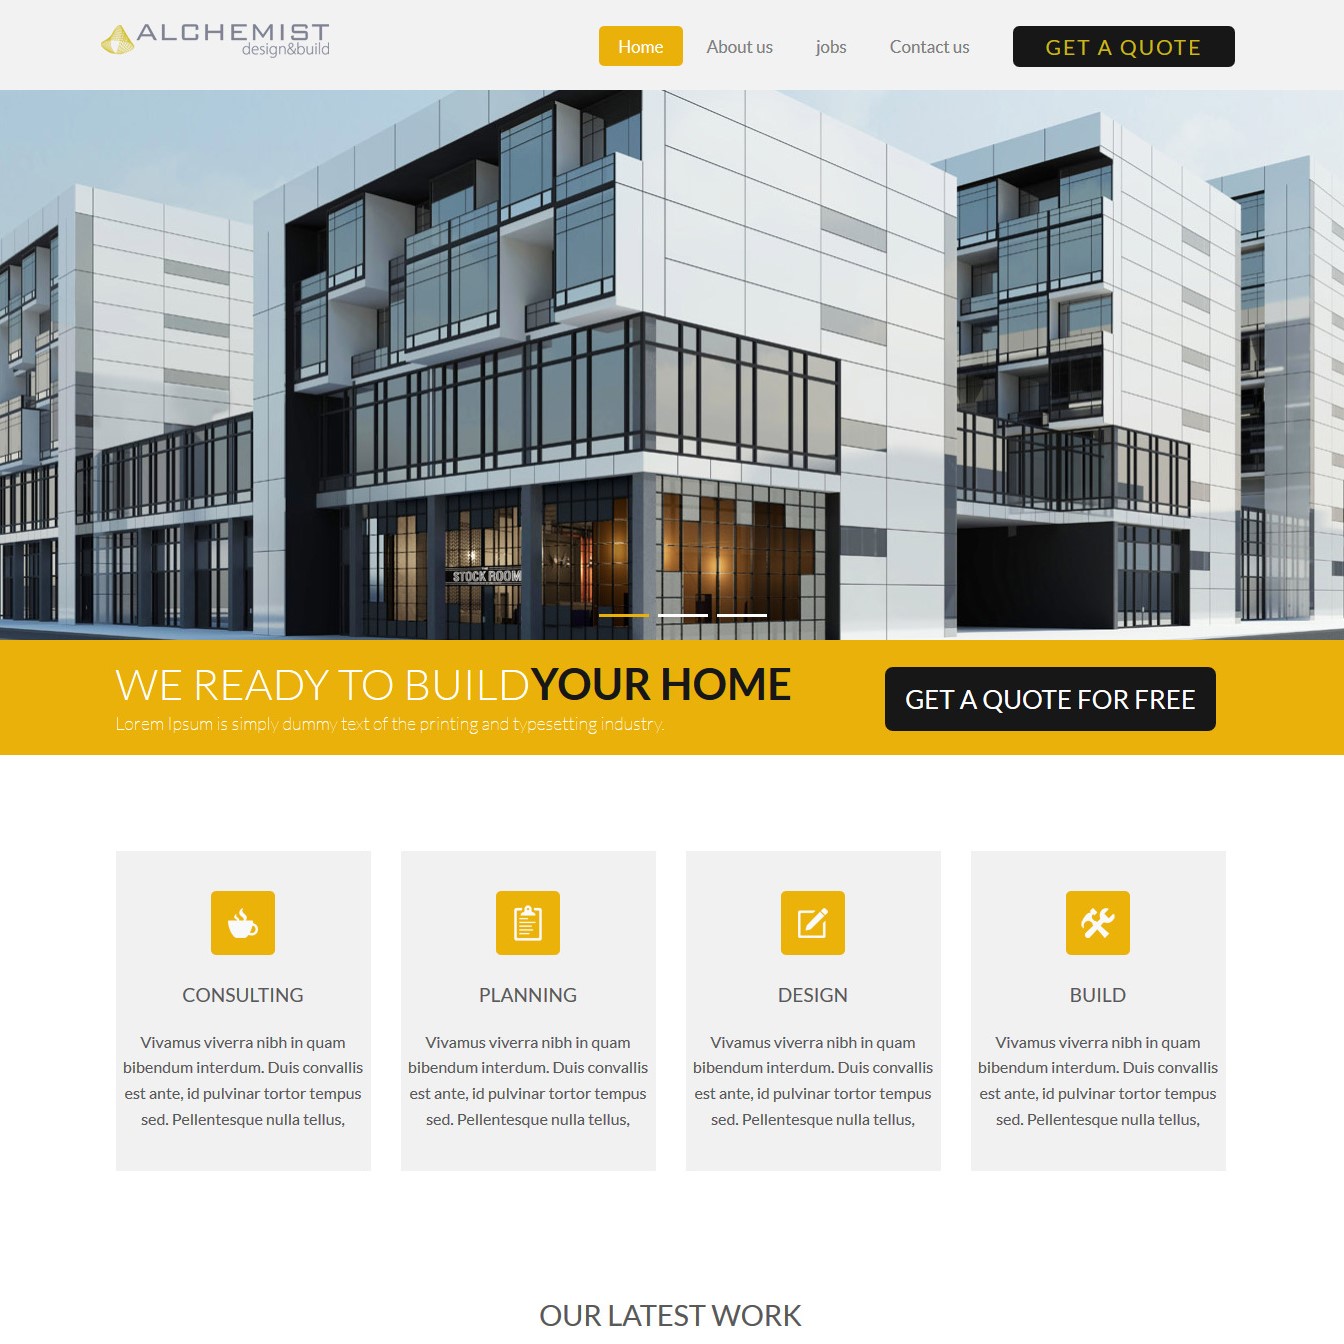 ALCHEMIST
design&build
Home
About us
jobs
Contact us
GET A QUOTE
THE
STOCK ROOM
WE READY TO BUILDYOUR HOME
Lorem Ipsum is simply dummy text of the printing and typesetting industry.
GET A QUOTE FOR FREE
CONSULTING
Vivamus viverra nibh in quam
bibendum interdum. Duis convallis
est ante, id pulvinar tortor tempus
sed. Pellentesque nulla tellus,
PLANNING
Vivamus viverra nibh in quam
bibendum interdum. Duis convallis
est ante, id pulvinar tortor tempus
sed. Pellentesque nulla tellus,
DESIGN
Vivamus viverra nibh in quam
bibendum interdum. Duis convallis
est ante, id pulvinar tortor tempus
sed. Pellentesque nulla tellus,
BUILD
Vivamus viverra nibh in quam
bibendum interdum. Duis convallis
est ante, id pulvinar tortor tempus
sed. Pellentesque nulla tellus,
OUR LATEST WORK